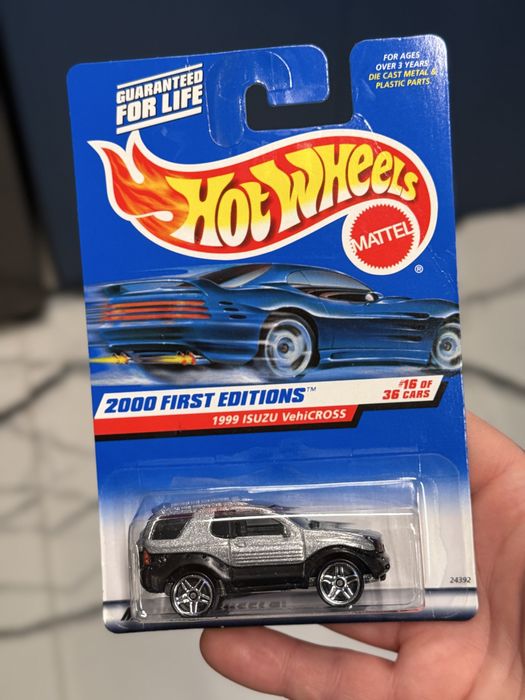 GUARANTEED
FOR LIFE
FOR AGES
OVER 3 YEARS
DIE CAST METAL &
PLASTIC PARTS.
HOT WHEELS
MATTEL
®
2000 FIRST EDITIONS™
#16 OF
36 CARS
1999 ISUZU VehiCROSS
24392